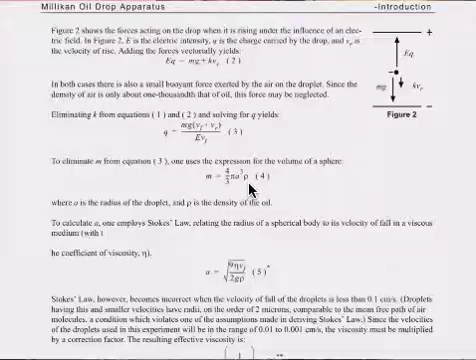 Millikan Oil Drop Apparatus -Introduction
Figure 2 shows the forces acting on the drop when it is rising under the influence of an elec-
tric field. In Figure 2, E is the electric intensity, q is the charge carried by the drop, and vr is
the velocity of rise. Adding the forces vectorially yields:
Eq = mg + kvr ( 2 )
In both cases there is also a small buoyant force exerted by the air on the droplet. Since the
density of air is only about one-thousandth that of oil, this force may be neglected.
Eliminating k from equations ( 1 ) and ( 2 ) and solving for q yields:
q = mg( vf + vr ) / Evf ( 3 )
To eliminate m from equation ( 3 ), one uses the expression for the volume of a sphere:
m = 4/3 πa³ρ ( 4 )
where a is the radius of the droplet, and ρ is the density of the oil.
To calculate a, one employs Stokes' Law, relating the radius of a spherical body to its velocity of fall in a viscous
medium (with t
he coefficient of viscosity, η).
a = √9ηvf / 2gρ ( 5 )*
Stokes' Law, however, becomes incorrect when the velocity of fall of the droplets is less than 0.1 cm/s. (Droplets
having this and smaller velocities have radii, on the order of 2 microns, comparable to the mean free path of air
molecules, a condition which violates one of the assumptions made in deriving Stokes' Law.) Since the velocities
of the droplets used in this experiment will be in the range of 0.01 to 0.001 cm/s, the viscosity must be multiplied
by a correction factor. The resulting effective viscosity is:
+
Eq
mg
kvr
–
Figure 2